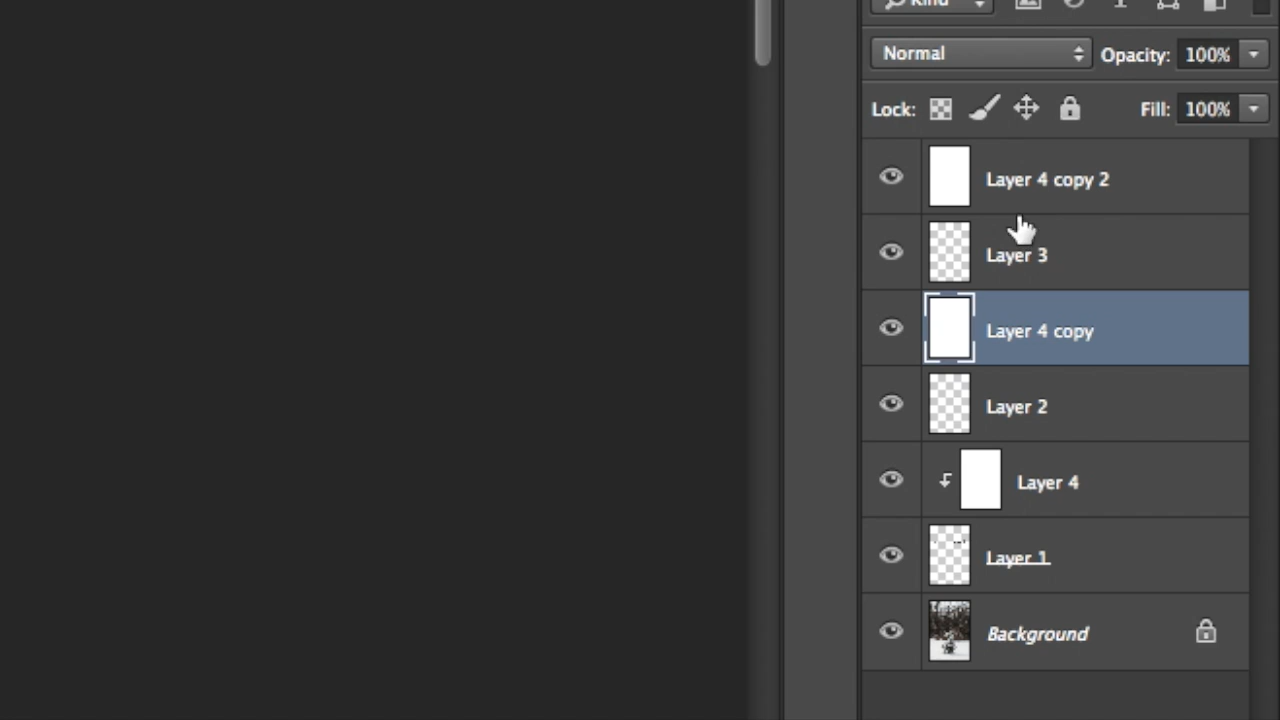 Kind
Normal Opacity: 100%
Lock: Fill: 100%
Layer 4 copy 2
Layer 3
Layer 4 copy
Layer 2
Layer 4
Layer 1
Background